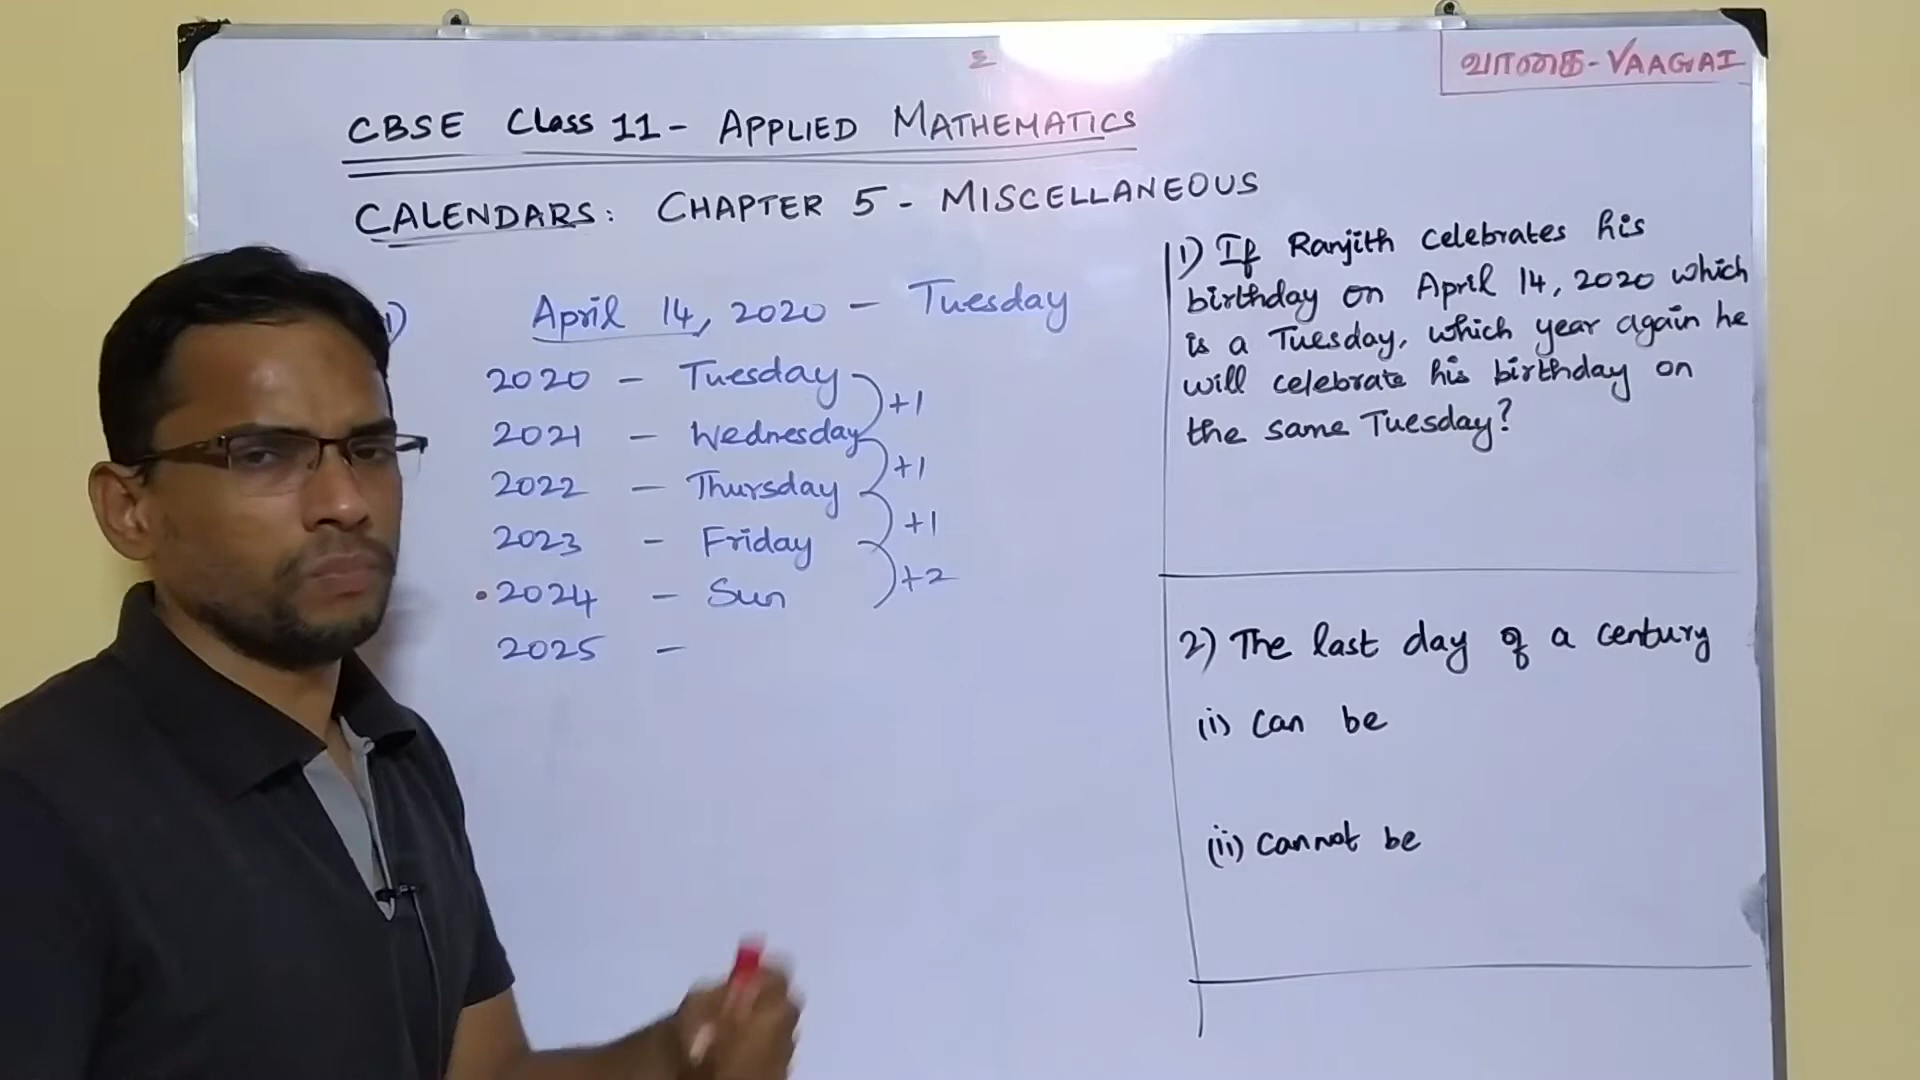 வாகை - VAAGAI
CBSE Class 11 - APPLIED MATHEMATICS
CALENDARS: CHAPTER 5 - MISCELLANEOUS
1) April 14, 2020 - Tuesday
2020 - Tuesday
+1
2021 - Wednesday
+1
2022 - Thursday
+1
2023 - Friday
+2
2024 - Sun
2025 -
1) If Ranjith celebrates his
birthday on April 14, 2020 which
is a Tuesday, which year again he
will celebrate his birthday on
the same Tuesday?
2) The last day of a century
(i) can be
(ii) cannot be